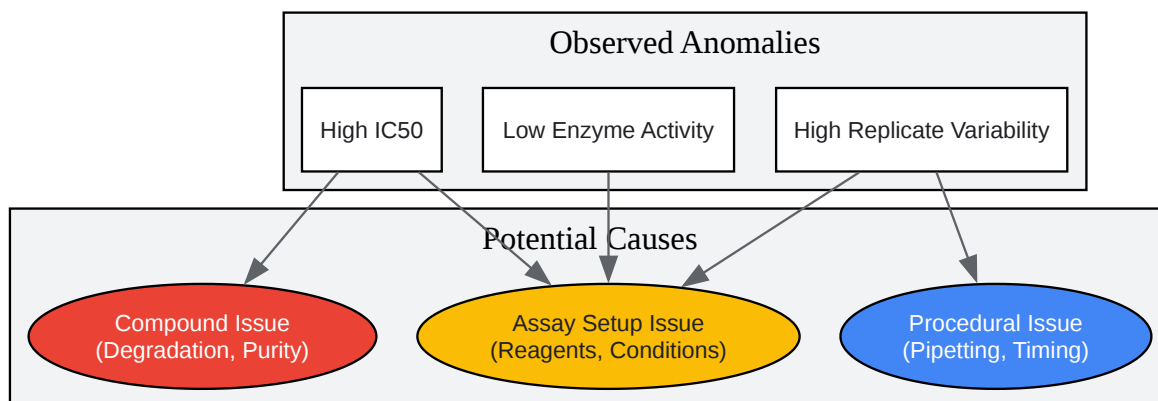 Observed Anomalies
High IC50
Low Enzyme Activity
High Replicate Variability
Potential Causes
Compound Issue
(Degradation, Purity)
Assay Setup Issue
(Reagents, Conditions)
Procedural Issue
(Pipetting, Timing)